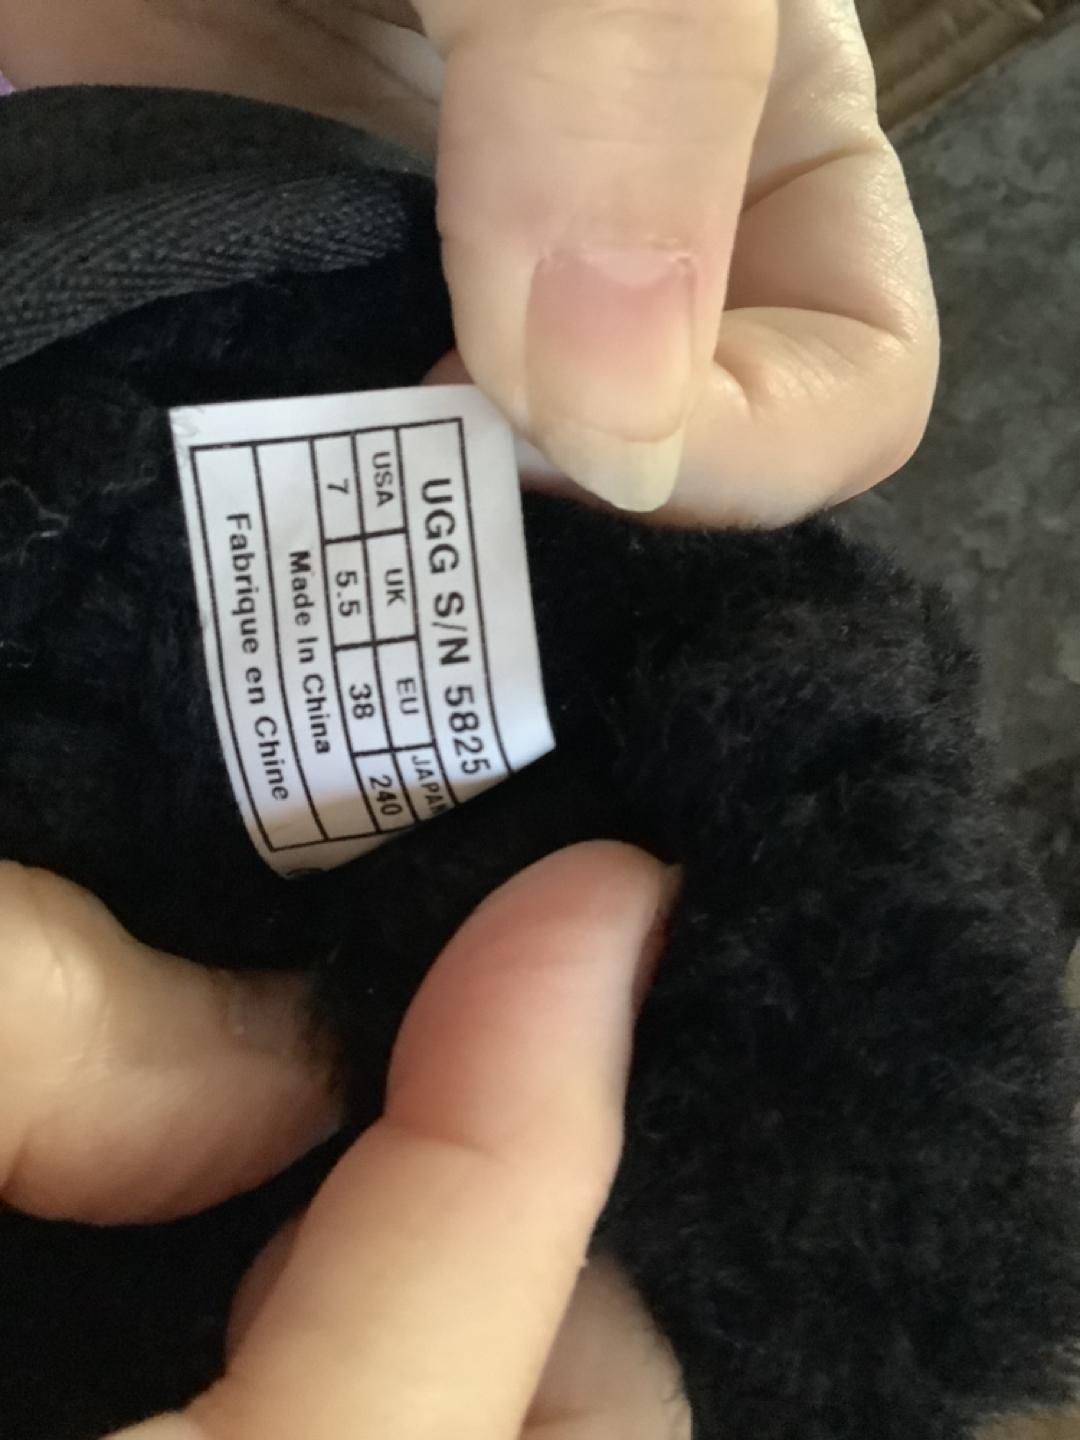 UGG S/N 5825
USA UK EU JAPAN
7 5.5 38 240
Made In China
Fabrique en Chine